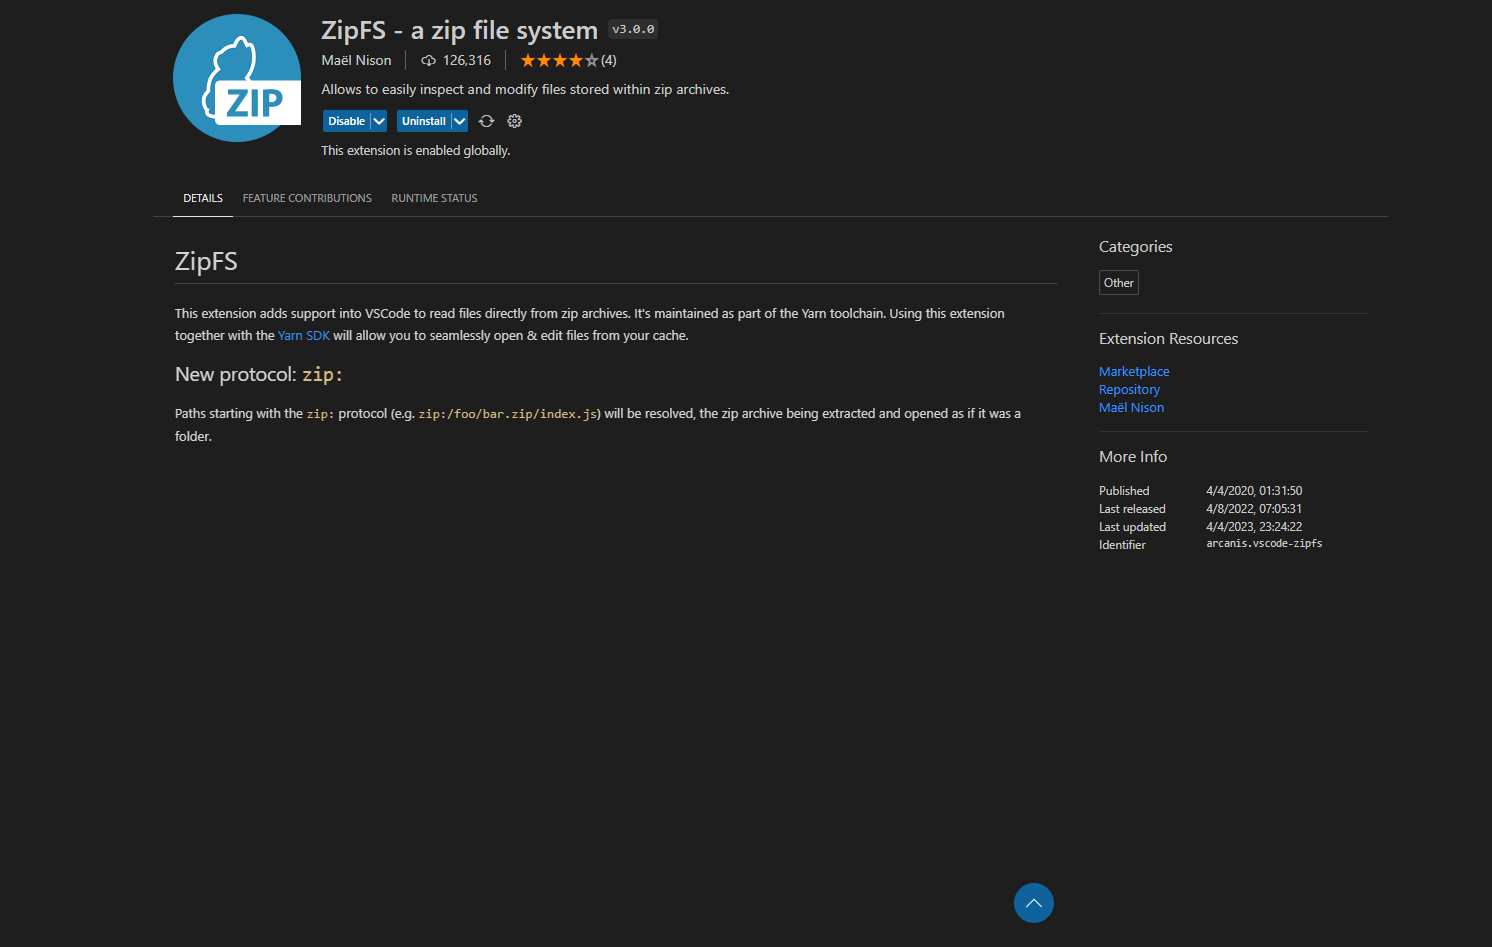 ZIP
ZipFS - a zip file system v3.0.0
Maël Nison 126,316 (4)
Allows to easily inspect and modify files stored within zip archives.
Disable Uninstall
This extension is enabled globally.
DETAILS FEATURE CONTRIBUTIONS RUNTIME STATUS
ZipFS
This extension adds support into VSCode to read files directly from zip archives. It's maintained as part of the Yarn toolchain. Using this extension
together with the Yarn SDK will allow you to seamlessly open & edit files from your cache.
New protocol: zip:
Paths starting with the zip: protocol (e.g. zip:/foo/bar.zip/index.js) will be resolved, the zip archive being extracted and opened as if it was a
folder.
Categories
Other
Extension Resources
Marketplace
Repository
Maël Nison
More Info
Published 4/4/2020, 01:31:50
Last released 4/8/2022, 07:05:31
Last updated 4/4/2023, 23:24:22
Identifier arcanis.vscode-zipfs